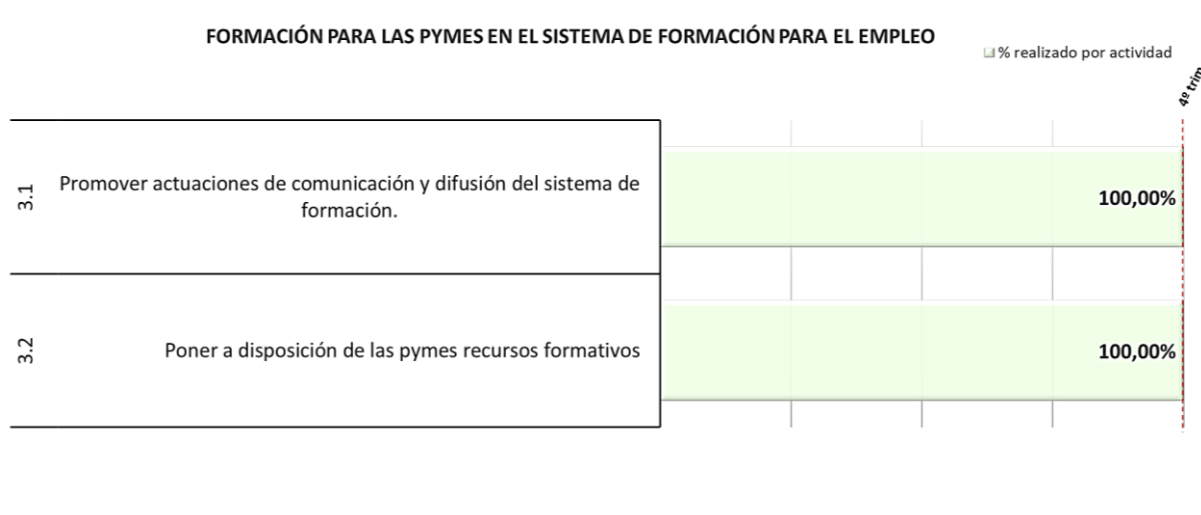 FORMACIÓN PARA LAS PYMES EN EL SISTEMA DE FORMACIÓN PARA EL EMPLEO
% realizado por actividad
4º trim
3.1
Promover actuaciones de comunicación y difusión del sistema de
formación.
100,00%
3.2
Poner a disposición de las pymes recursos formativos
100,00%